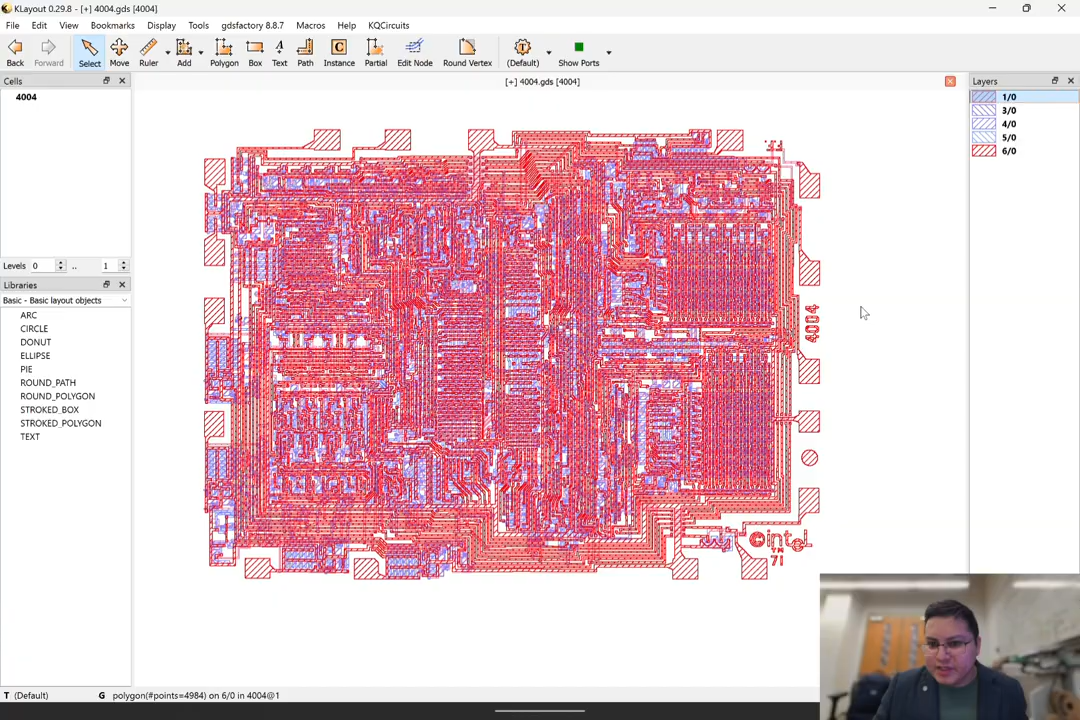 KLayout 0.29.8 - [+] 4004.gds [4004]
File Edit View Bookmarks Display Tools gdsfactory 8.8.7 Macros Help KQCircuits
Back Forward Select Move Ruler Add Polygon Box Text Path Instance Partial Edit Node Round Vertex (Default) Show Ports
Cells
[+] 4004.gds [4004]
Layers
4004
1/0
3/0
4/0
5/0
6/0
Levels 0 .. 1
Libraries
Basic - Basic layout objects
ARC
CIRCLE
DONUT
ELLIPSE
PIE
ROUND_PATH
ROUND_POLYGON
STROKED_BOX
STROKED_POLYGON
TEXT
4004
©intel
TM
71
T (Default) G polygon(#points=4984) on 6/0 in 4004@1